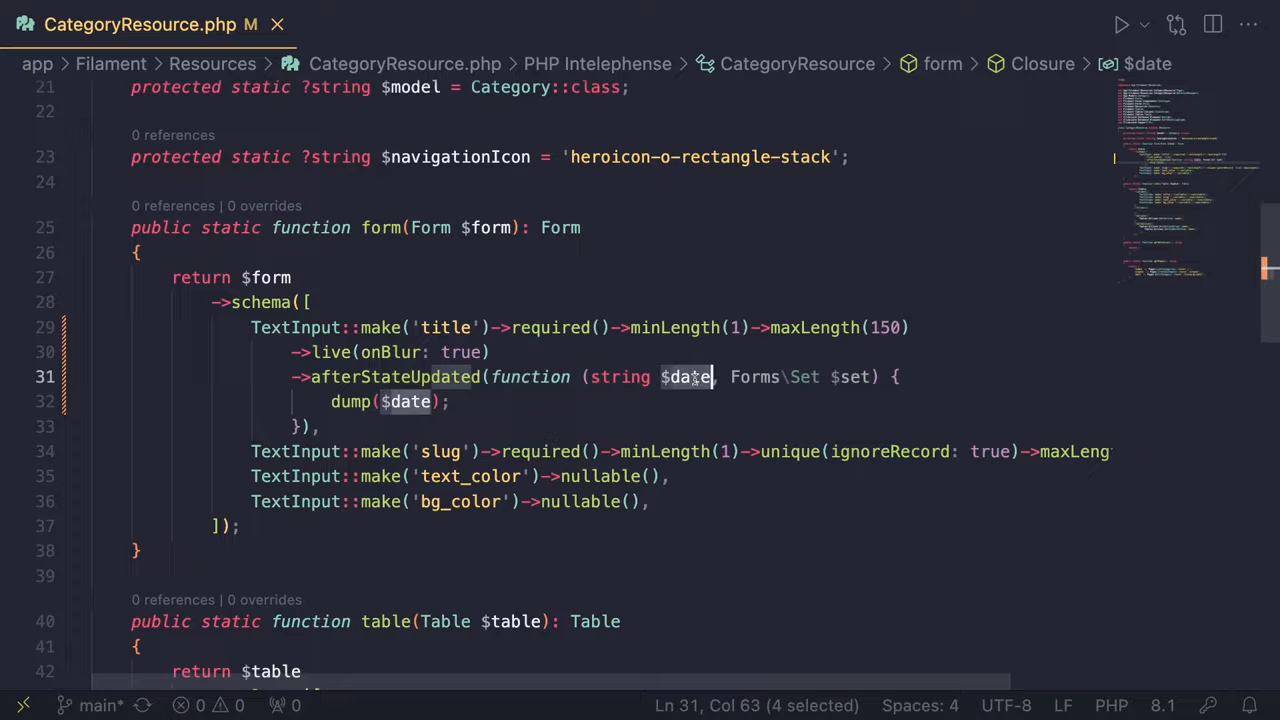 CategoryResource.php M
app > Filament > Resources > CategoryResource.php > PHP Intelephense > CategoryResource > form > Closure > $date
21 protected static ?string $model = Category::class;
22
0 references
23 protected static ?string $navigationIcon = 'heroicon-o-rectangle-stack';
24
0 references | 0 overrides
25 public static function form(Form $form): Form
26 {
27 return $form
28 ->schema([
29 TextInput::make('title')->required()->minLength(1)->maxLength(150)
30 ->live(onBlur: true)
31 ->afterStateUpdated(function (string $date, Forms\Set $set) {
32 dump($date);
33 }),
34 TextInput::make('slug')->required()->minLength(1)->unique(ignoreRecord: true)->maxLeng
35 TextInput::make('text_color')->nullable(),
36 TextInput::make('bg_color')->nullable(),
37 ]);
38 }
39
0 references | 0 overrides
40 public static function table(Table $table): Table
41 {
42 return $table
main* 0 0 0 Ln 31, Col 63 (4 selected) Spaces: 4 UTF-8 LF PHP 8.1